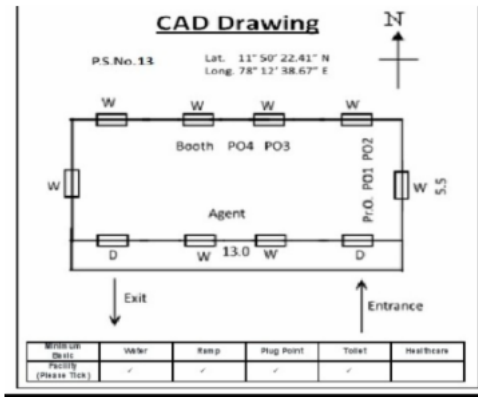 CAD Drawing
N
P.S.No.13
Lat. 11° 50' 22.41" N
Long. 78° 12' 38.67" E
W W W W
Booth PO4 PO3
W
Pr.O. PO1 PO2
W
5.5
Agent
D W 13.0 W D
Exit
Entrance
Minimum Basic Water Ramp Plug Point Toilet Healthcare
Facility (Please Tick) ✓ ✓ ✓ ✓